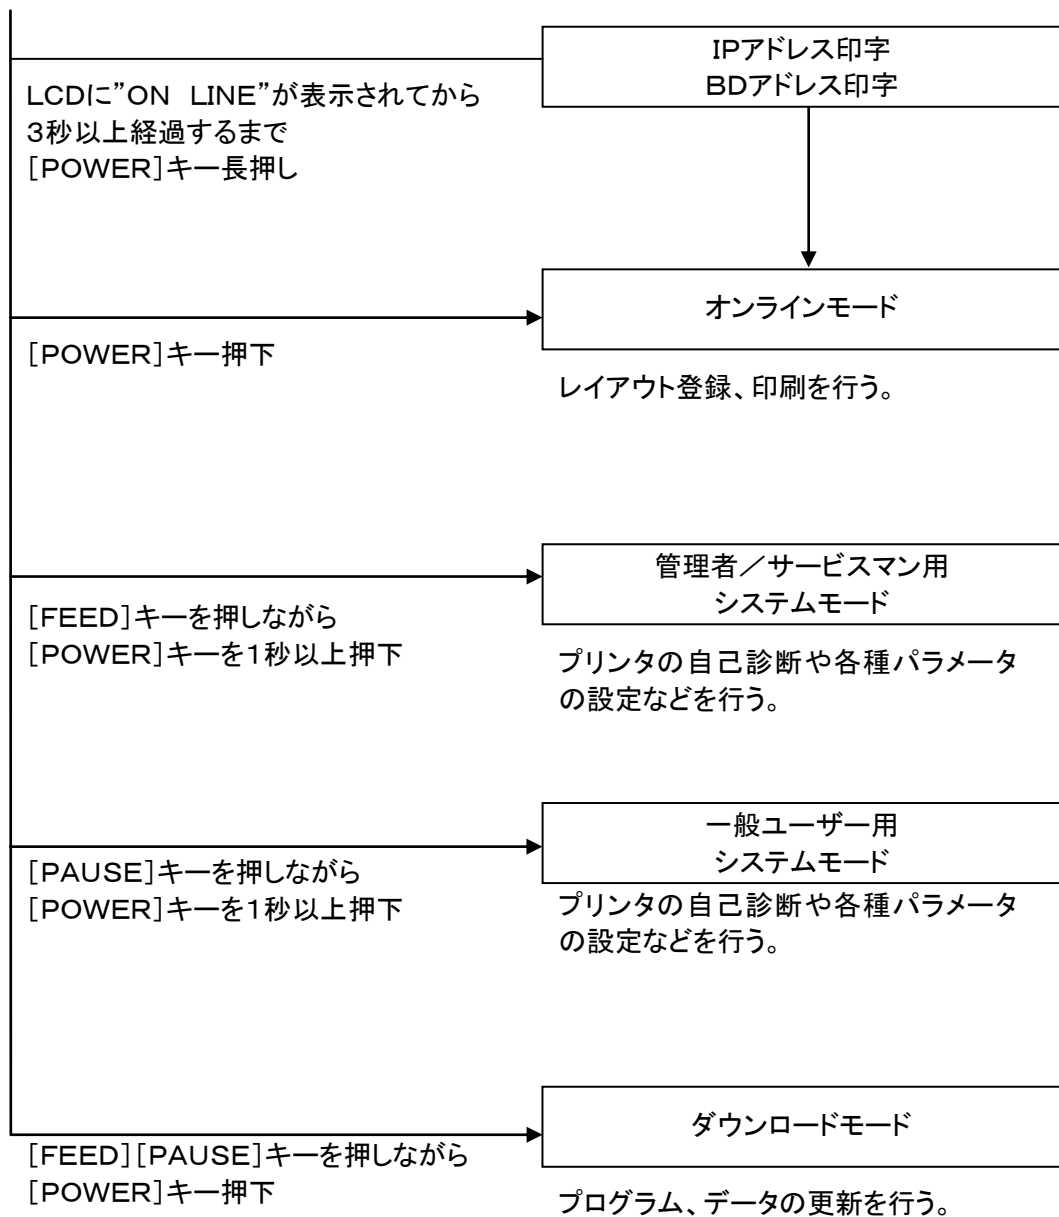 IPアドレス印字
BDアドレス印字
LCDに”ON　LINE”が表示されてから
3秒以上経過するまで
[POWER]キー長押し
オンラインモード
[POWER]キー押下
レイアウト登録、印刷を行う。
管理者／サービスマン用
システムモード
[FEED]キーを押しながら
[POWER]キーを1秒以上押下
プリンタの自己診断や各種パラメータ
の設定などを行う。
一般ユーザー用
システムモード
[PAUSE]キーを押しながら
[POWER]キーを1秒以上押下
プリンタの自己診断や各種パラメータ
の設定などを行う。
ダウンロードモード
[FEED][PAUSE]キーを押しながら
[POWER]キー押下
プログラム、データの更新を行う。